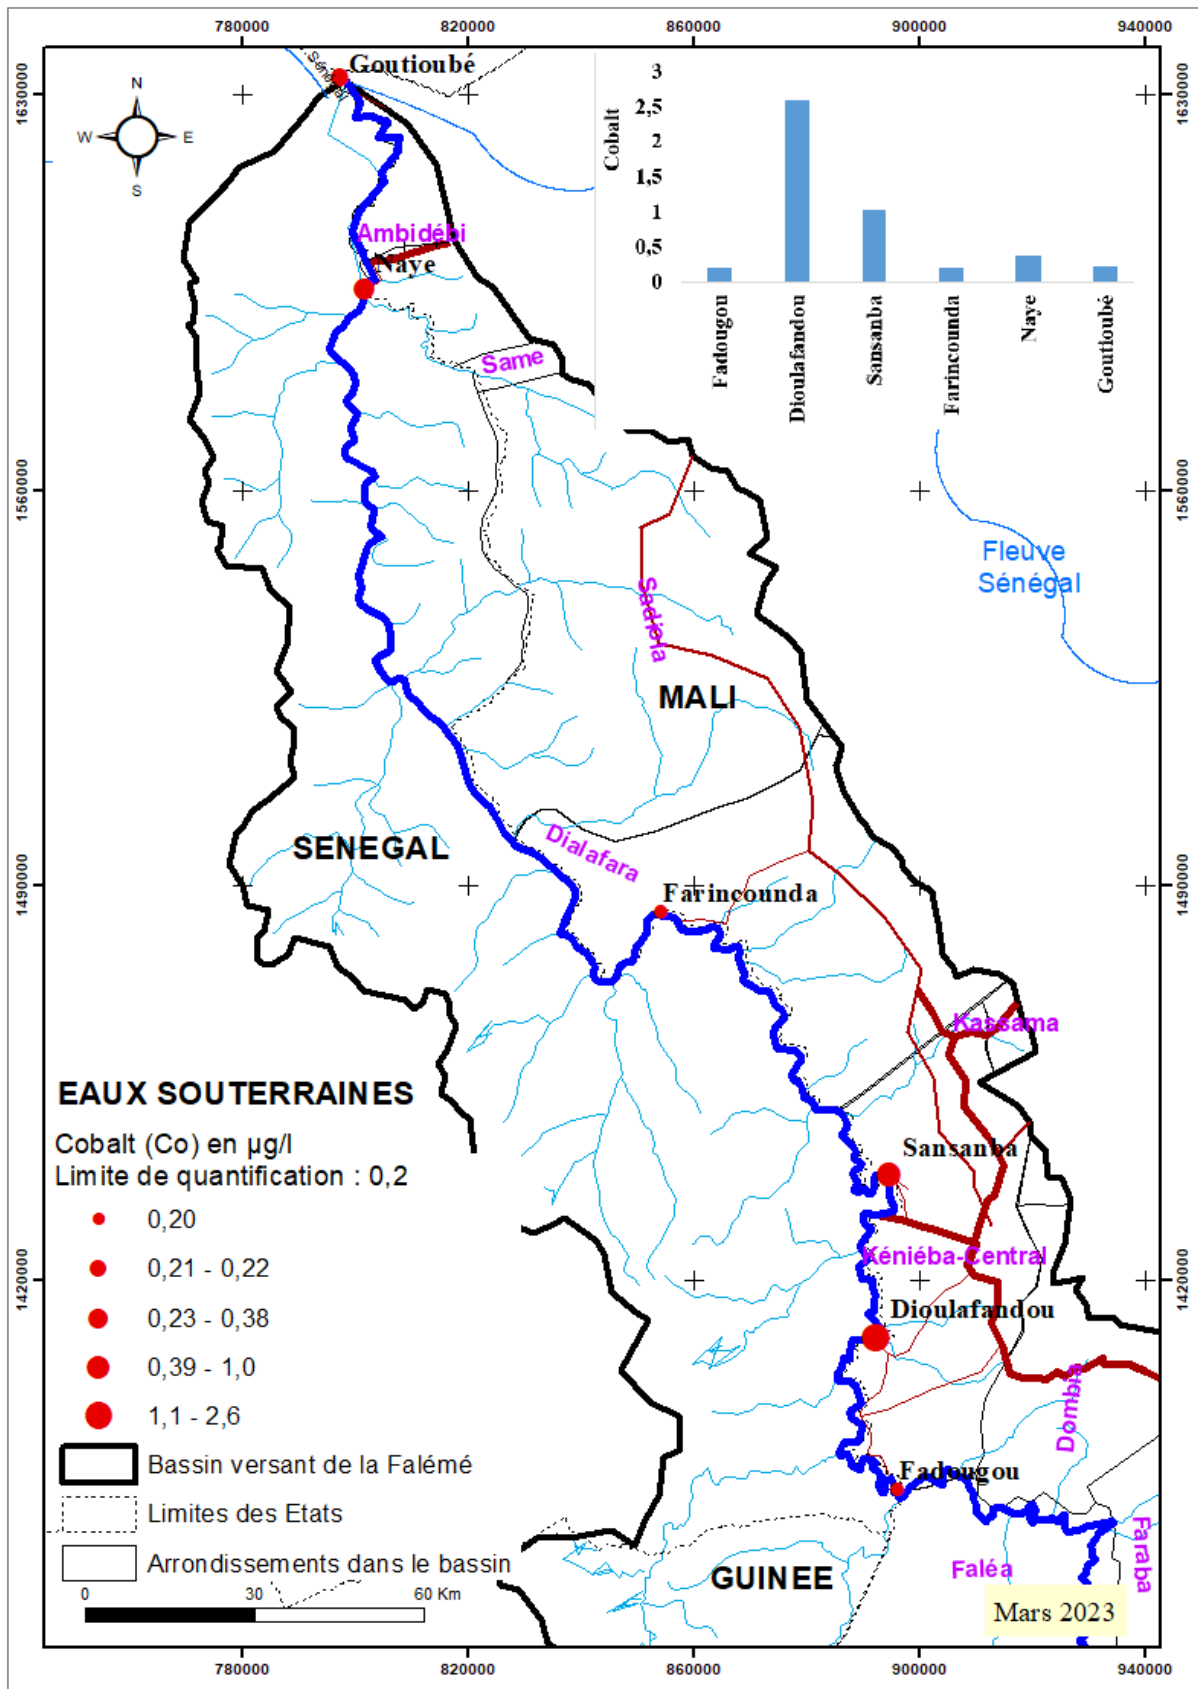 780000
820000
860000
900000
940000
1630000
1630000
Goutioubé
Sénégal
N
W
E
S
Cobalt
3
2,5
2
1,5
1
0,5
0
Fadougou
Dioulafandou
Sansanba
Farincounda
Naye
Goutioubé
Ambidébi
Naye
Same
1560000
1560000
Fleuve
Sénégal
Sadiola
MALI
SENEGAL
Dialafara
1490000
1490000
Farincounda
Kassama
EAUX SOUTERRAINES
Cobalt (Co) en µg/l
Limite de quantification : 0,2
0,20
0,21 - 0,22
0,23 - 0,38
0,39 - 1,0
1,1 - 2,6
Bassin versant de la Falémé
Limites des Etats
Arrondissements dans le bassin
0
30
60 Km
Sansanba
Kéniéba-Central
1420000
1420000
Dioulafandou
Dombia
Fadougou
GUINEE
Faléa
Faraba
Mars 2023
780000
820000
860000
900000
940000